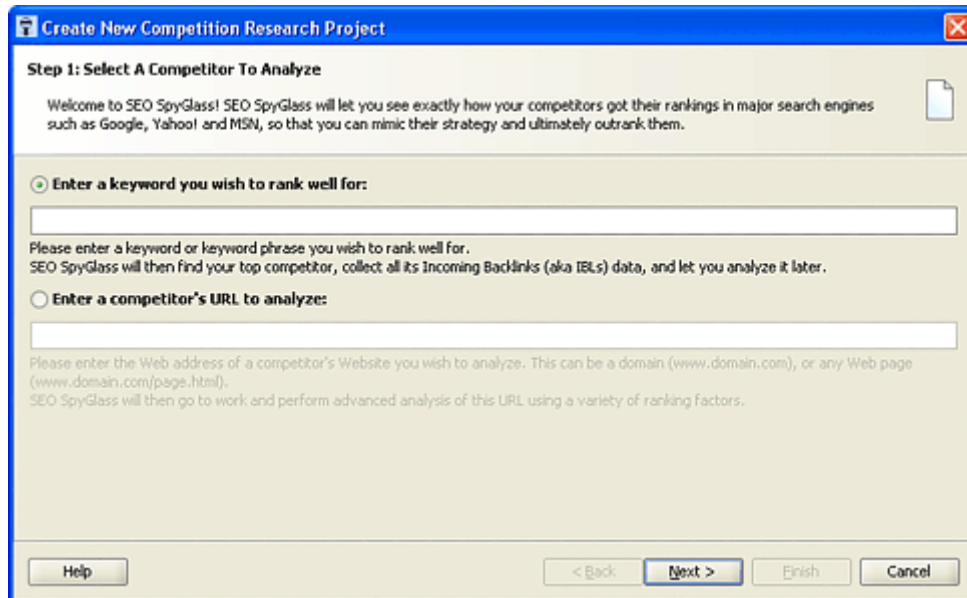 Create New Competition Research Project
Step 1: Select A Competitor To Analyze
Welcome to SEO SpyGlass! SEO SpyGlass will let you see exactly how your competitors got their rankings in major search engines
such as Google, Yahoo! and MSN, so that you can mimic their strategy and ultimately outrank them.
Enter a keyword you wish to rank well for:
Please enter a keyword or keyword phrase you wish to rank well for.
SEO SpyGlass will then find your top competitor, collect all its Incoming Backlinks (aka IBLs) data, and let you analyze it later.
Enter a competitor's URL to analyze:
Please enter the Web address of a competitor's Website you wish to analyze. This can be a domain (www.domain.com), or any Web page
(www.domain.com/page.html).
SEO SpyGlass will then go to work and perform advanced analysis of this URL using a variety of ranking factors.
Help < Back Next > Finish Cancel